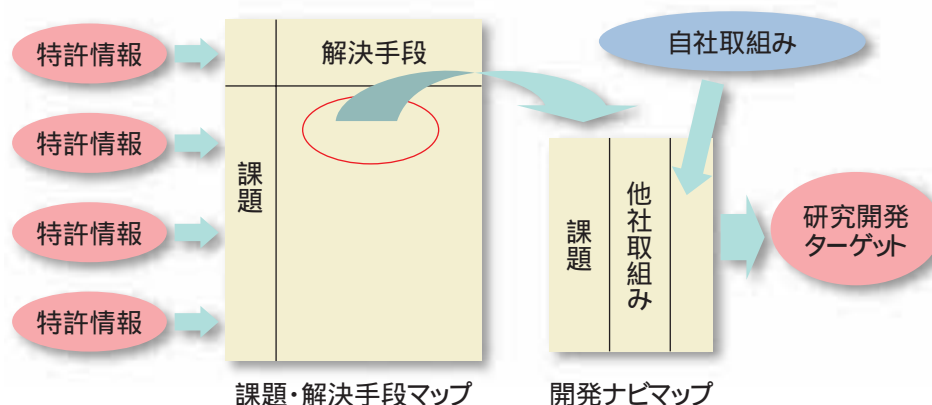 特許情報
特許情報
特許情報
特許情報
解決手段
課題
課題・解決手段マップ
自社取組み
課題
他社取組み
開発ナビマップ
研究開発
ターゲット